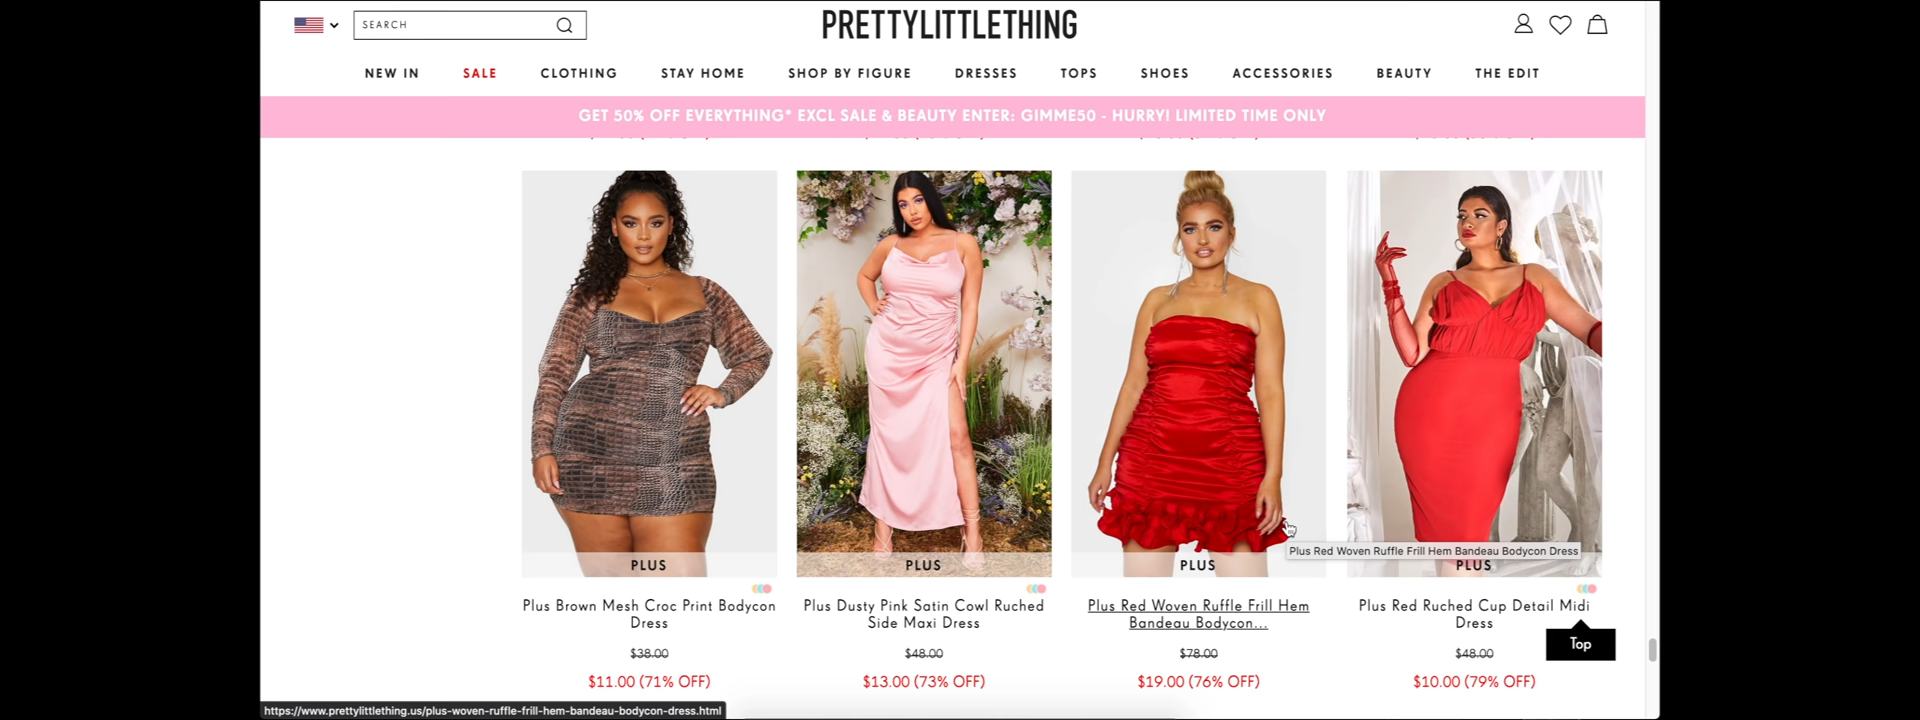 SEARCH
PRETTYLITTLETHING
NEW IN SALE CLOTHING STAY HOME SHOP BY FIGURE DRESSES TOPS SHOES ACCESSORIES BEAUTY THE EDIT
GET 50% OFF EVERYTHING* EXCL SALE & BEAUTY ENTER: GIMME50 - HURRY! LIMITED TIME ONLY
PLUS
Plus Brown Mesh Croc Print Bodycon
Dress
$38.00
$11.00 (71% OFF)
PLUS
Plus Dusty Pink Satin Cowl Ruched
Side Maxi Dress
$48.00
$13.00 (73% OFF)
PLUS
Plus Red Woven Ruffle Frill Hem
Bandeau Bodycon...
$78.00
$19.00 (76% OFF)
Plus Red Woven Ruffle Frill Hem Bandeau Bodycon Dress
PLUS
Plus Red Ruched Cup Detail Midi
Dress
$48.00
$10.00 (79% OFF)
Top
https://www.prettylittlething.us/plus-woven-ruffle-frill-hem-bandeau-bodycon-dress.html